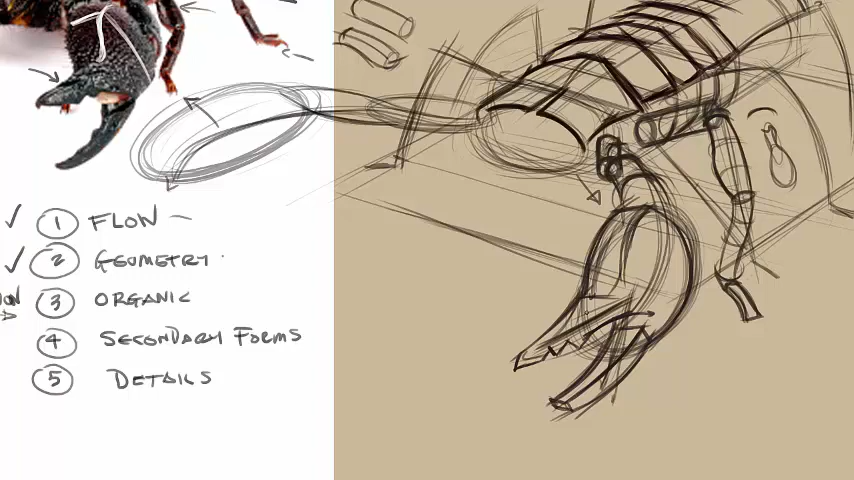 1 FLOW
2 GEOMETRY
3 ORGANIC
4 SECONDARY FORMS
5 DETAILS